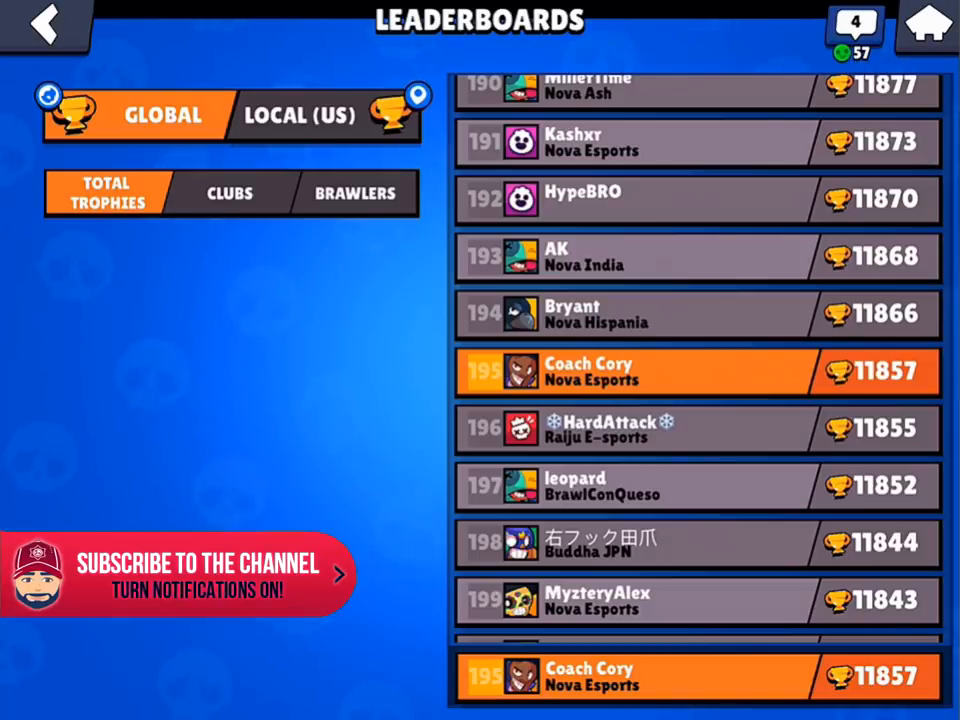 LEADERBOARDS
4
57
GLOBAL
LOCAL (US)
TOTAL
TROPHIES
CLUBS
BRAWLERS
190 MillerTime 11877
Nova Ash
191 Kashxr 11873
Nova Esports
192 HypeBRO 11870
193 AK 11868
Nova India
194 Bryant 11866
Nova Hispania
195 Coach Cory 11857
Nova Esports
196 ❄HardAttack❄ 11855
Raiju E-sports
197 leopard 11852
BrawlConQueso
198 右フック田爪 11844
Buddha JPN
199 MyzteryAlex 11843
Nova Esports
195 Coach Cory 11857
Nova Esports
SUBSCRIBE TO THE CHANNEL
TURN NOTIFICATIONS ON!